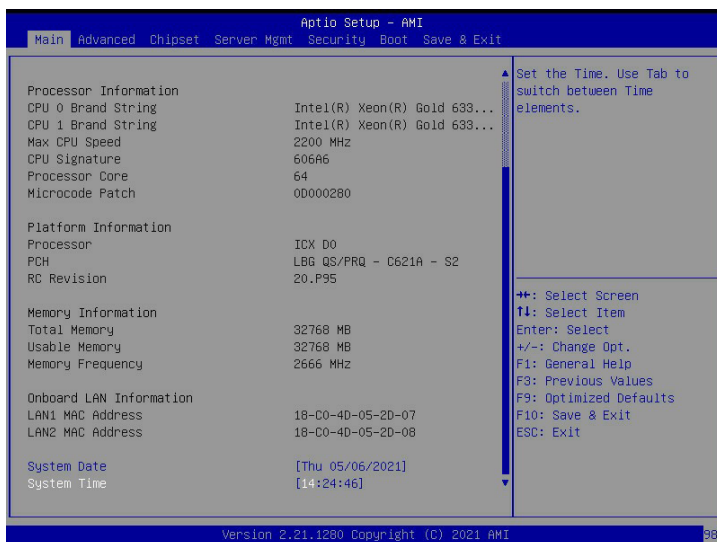 Aptio Setup - AMI
Main Advanced Chipset Server Mgmt Security Boot Save & Exit
Processor Information
CPU 0 Brand String Intel(R) Xeon(R) Gold 633...
CPU 1 Brand String Intel(R) Xeon(R) Gold 633...
Max CPU Speed 2200 MHz
CPU Signature 606A6
Processor Core 64
Microcode Patch 0D000280
Platform Information
Processor ICX D0
PCH LBG QS/PRQ - C621A - S2
RC Revision 20.P95
Memory Information
Total Memory 32768 MB
Usable Memory 32768 MB
Memory Frequency 2666 MHz
Onboard LAN Information
LAN1 MAC Address 18-C0-4D-05-2D-07
LAN2 MAC Address 18-C0-4D-05-2D-08
System Date [Thu 05/06/2021]
System Time [14:24:46]
Set the Time. Use Tab to
switch between Time
elements.
→←: Select Screen
↑↓: Select Item
Enter: Select
+/-: Change Opt.
F1: General Help
F3: Previous Values
F9: Optimized Defaults
F10: Save & Exit
ESC: Exit
Version 2.21.1280 Copyright (C) 2021 AMI
98